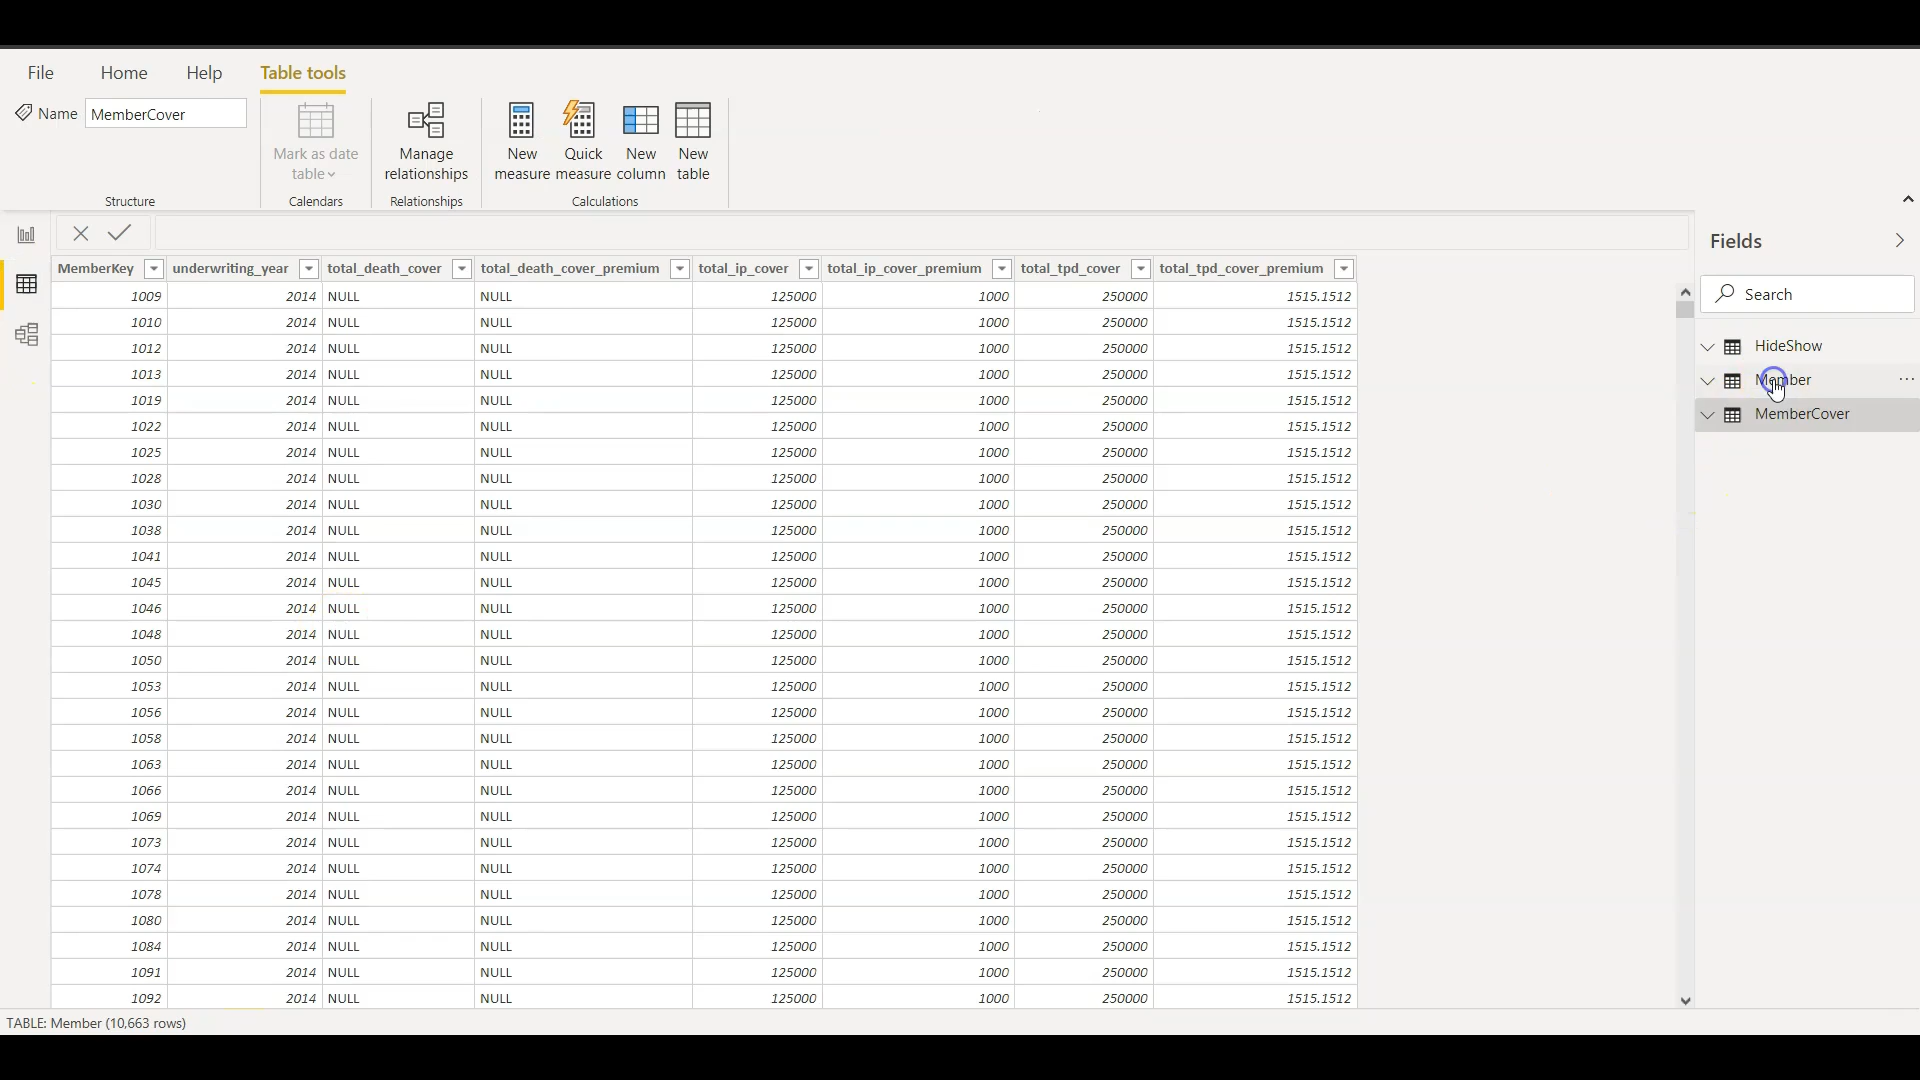 File Home Help Table tools
Name MemberCover
Mark as date table
Manage relationships
New measure
Quick measure
New column
New table
Structure Calendars Relationships Calculations
Fields
Search
HideShow
Member
MemberCover
MemberKey underwriting_year total_death_cover total_death_cover_premium total_ip_cover total_ip_cover_premium total_tpd_cover total_tpd_cover_premium
1009 2014 NULL NULL 125000 1000 250000 1515.1512
1010 2014 NULL NULL 125000 1000 250000 1515.1512
1012 2014 NULL NULL 125000 1000 250000 1515.1512
1013 2014 NULL NULL 125000 1000 250000 1515.1512
1019 2014 NULL NULL 125000 1000 250000 1515.1512
1022 2014 NULL NULL 125000 1000 250000 1515.1512
1025 2014 NULL NULL 125000 1000 250000 1515.1512
1028 2014 NULL NULL 125000 1000 250000 1515.1512
1030 2014 NULL NULL 125000 1000 250000 1515.1512
1038 2014 NULL NULL 125000 1000 250000 1515.1512
1041 2014 NULL NULL 125000 1000 250000 1515.1512
1045 2014 NULL NULL 125000 1000 250000 1515.1512
1046 2014 NULL NULL 125000 1000 250000 1515.1512
1048 2014 NULL NULL 125000 1000 250000 1515.1512
1050 2014 NULL NULL 125000 1000 250000 1515.1512
1053 2014 NULL NULL 125000 1000 250000 1515.1512
1056 2014 NULL NULL 125000 1000 250000 1515.1512
1058 2014 NULL NULL 125000 1000 250000 1515.1512
1063 2014 NULL NULL 125000 1000 250000 1515.1512
1066 2014 NULL NULL 125000 1000 250000 1515.1512
1069 2014 NULL NULL 125000 1000 250000 1515.1512
1073 2014 NULL NULL 125000 1000 250000 1515.1512
1074 2014 NULL NULL 125000 1000 250000 1515.1512
1078 2014 NULL NULL 125000 1000 250000 1515.1512
1080 2014 NULL NULL 125000 1000 250000 1515.1512
1084 2014 NULL NULL 125000 1000 250000 1515.1512
1091 2014 NULL NULL 125000 1000 250000 1515.1512
1092 2014 NULL NULL 125000 1000 250000 1515.1512
TABLE: Member (10,663 rows)